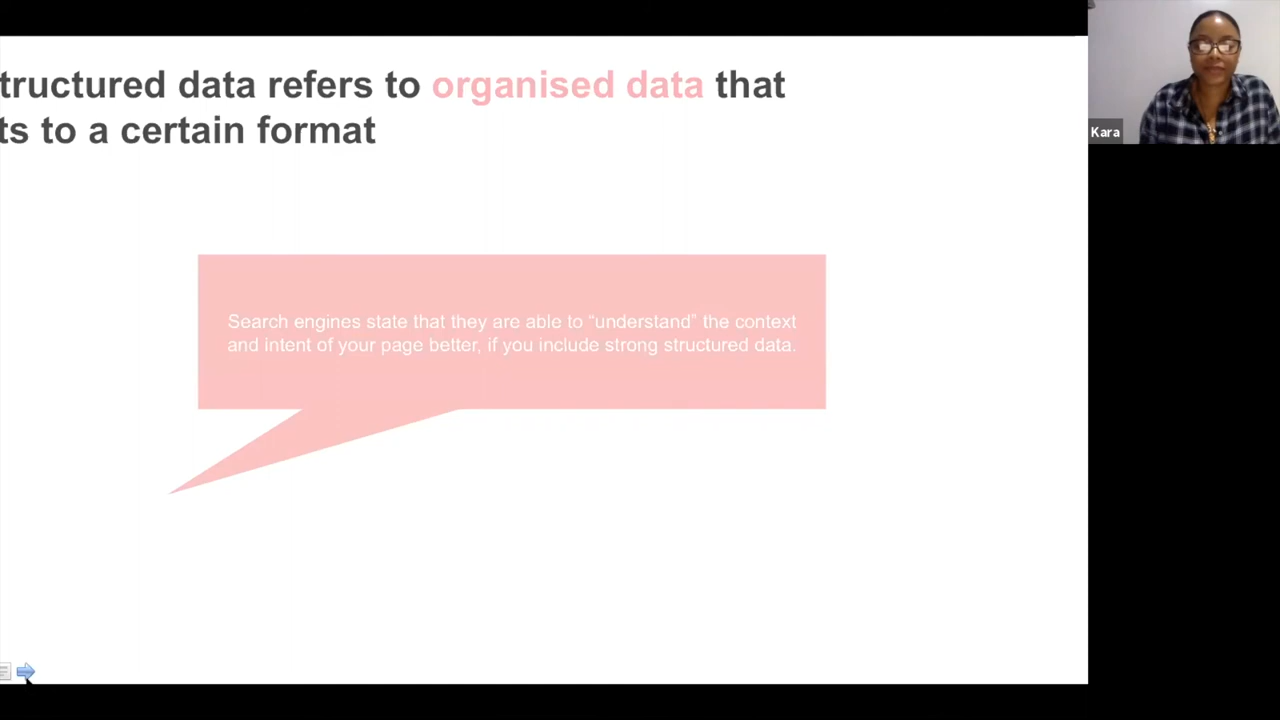 tructured data refers to organised data that
ts to a certain format
Search engines state that they are able to “understand” the context
and intent of your page better, if you include strong structured data.
Kara